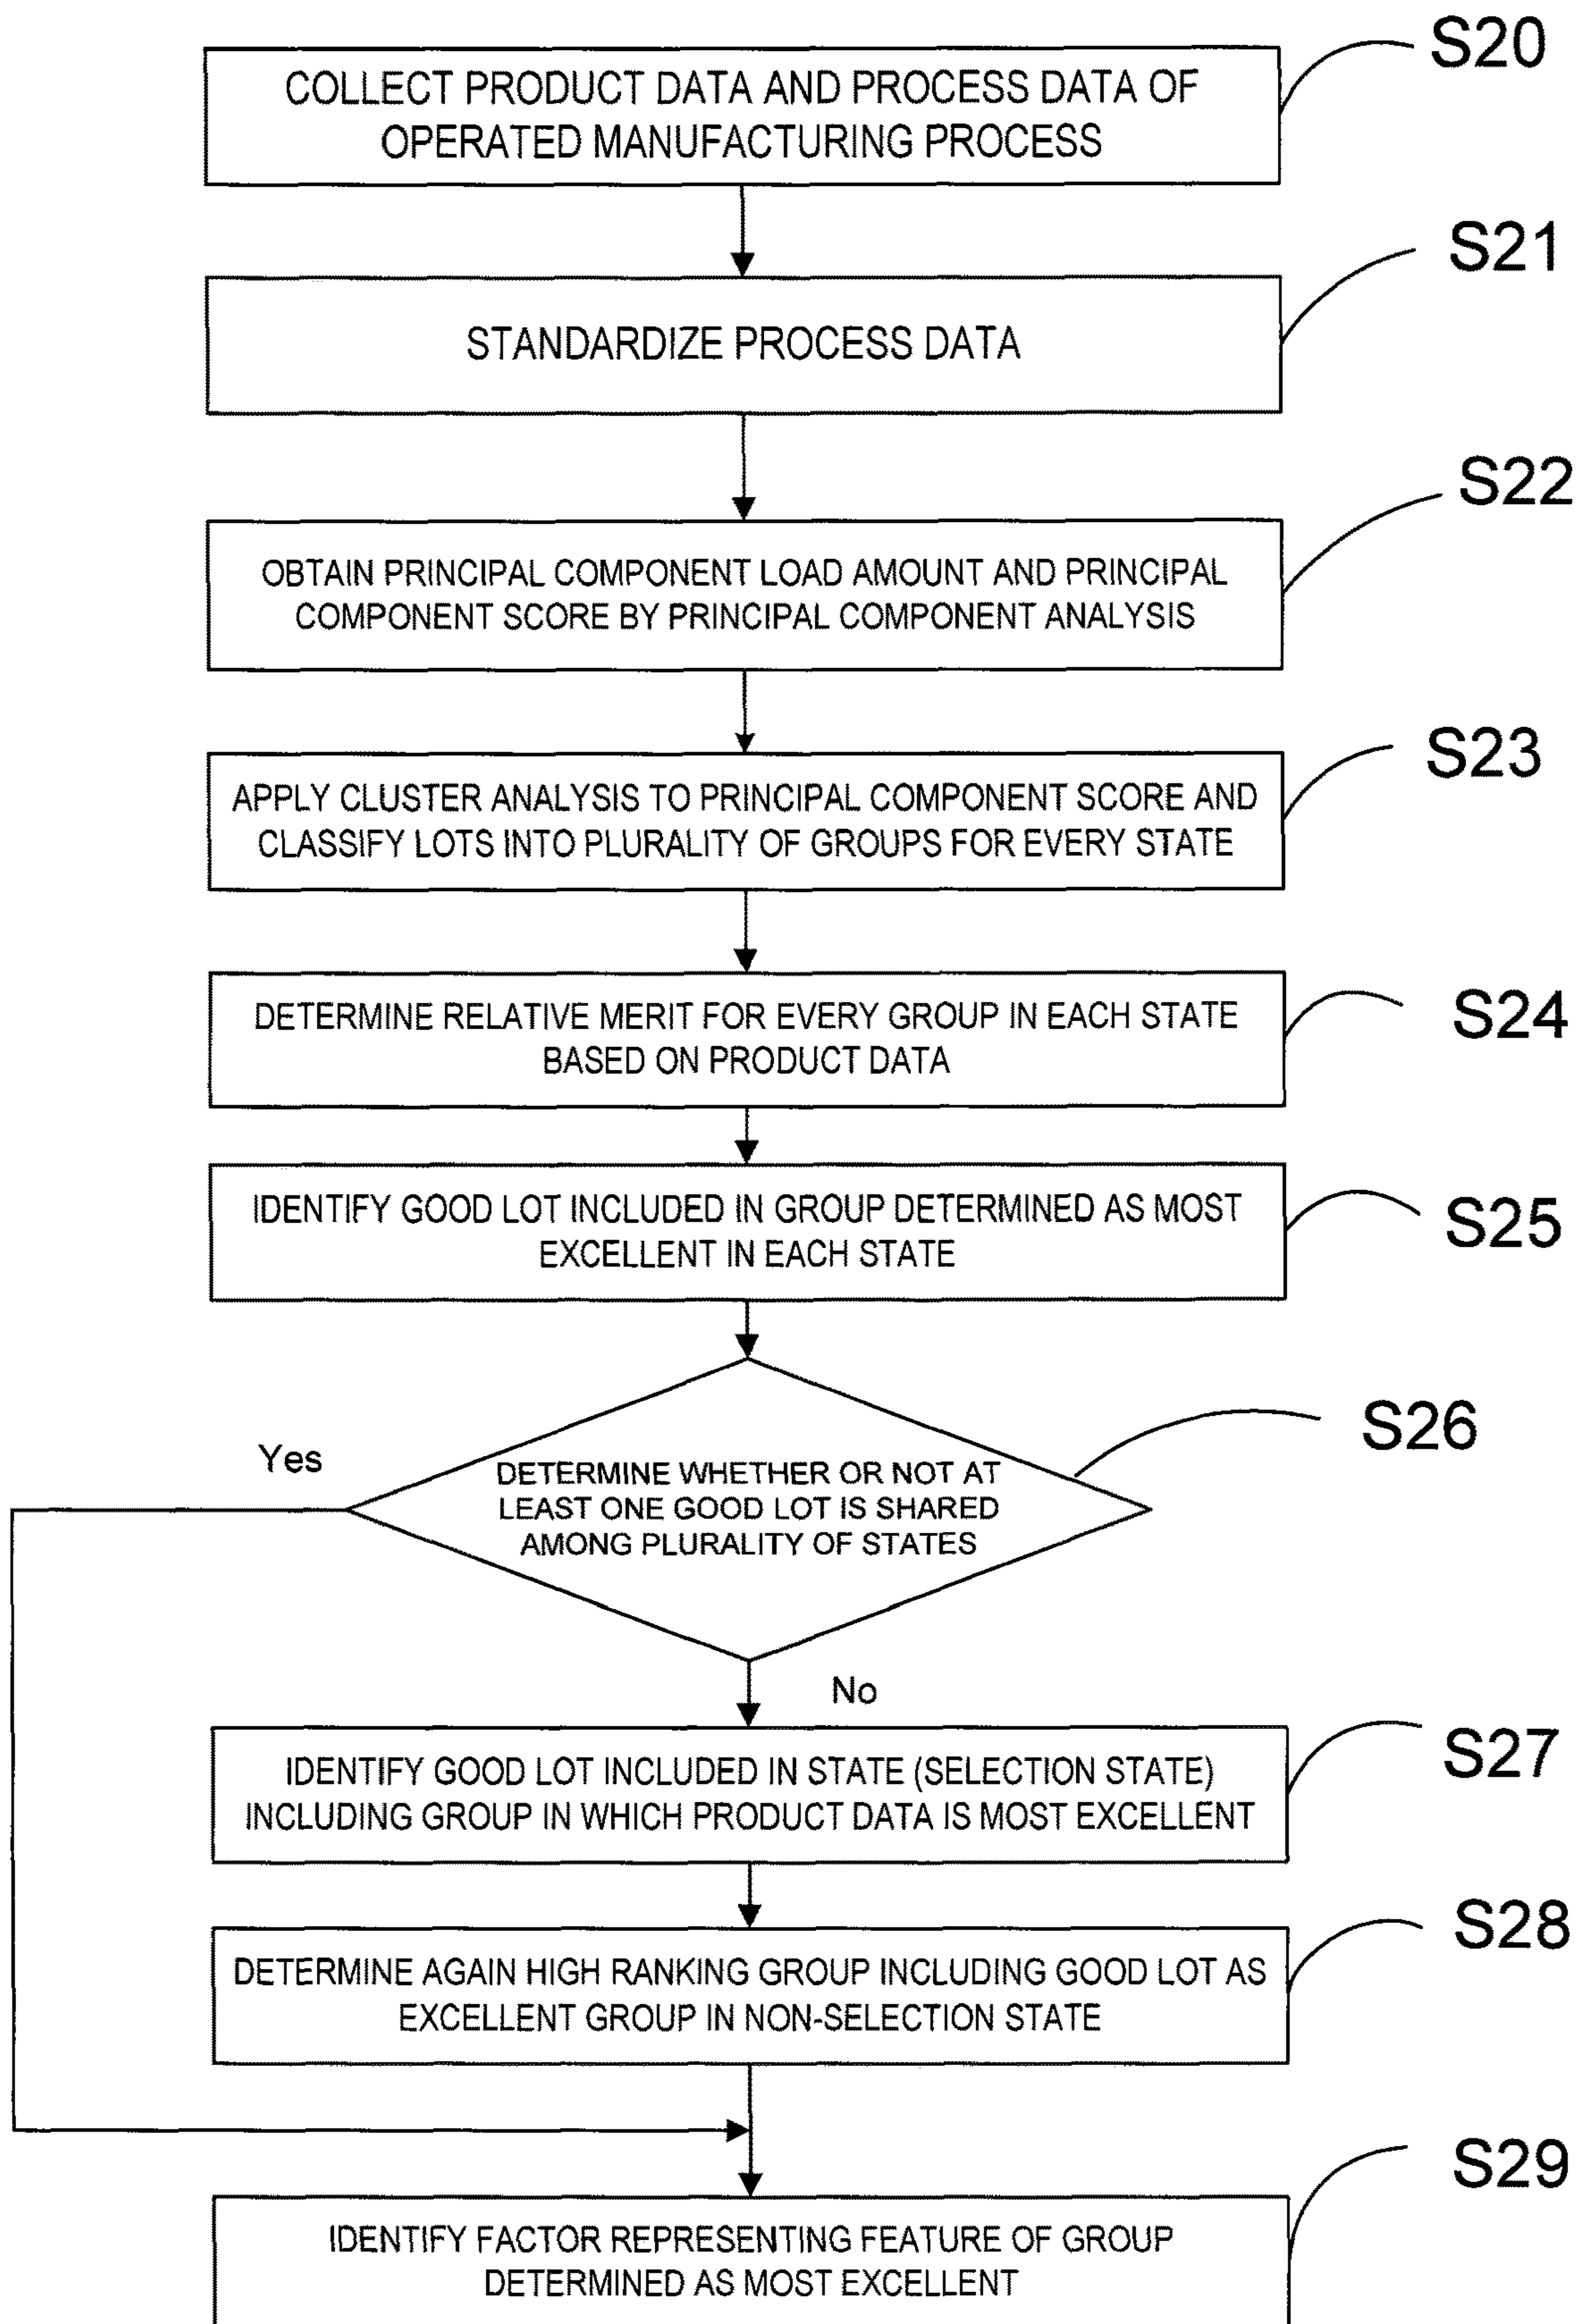 S20
COLLECT PRODUCT DATA AND PROCESS DATA OF
OPERATED MANUFACTURING PROCESS
S21
STANDARDIZE PROCESS DATA
S22
OBTAIN PRINCIPAL COMPONENT LOAD AMOUNT AND PRINCIPAL
COMPONENT SCORE BY PRINCIPAL COMPONENT ANALYSIS
S23
APPLY CLUSTER ANALYSIS TO PRINCIPAL COMPONENT SCORE AND
CLASSIFY LOTS INTO PLURALITY OF GROUPS FOR EVERY STATE
S24
DETERMINE RELATIVE MERIT FOR EVERY GROUP IN EACH STATE
BASED ON PRODUCT DATA
S25
IDENTIFY GOOD LOT INCLUDED IN GROUP DETERMINED AS MOST
EXCELLENT IN EACH STATE
S26
Yes
DETERMINE WHETHER OR NOT AT
LEAST ONE GOOD LOT IS SHARED
AMONG PLURALITY OF STATES
No
S27
IDENTIFY GOOD LOT INCLUDED IN STATE (SELECTION STATE)
INCLUDING GROUP IN WHICH PRODUCT DATA IS MOST EXCELLENT
S28
DETERMINE AGAIN HIGH RANKING GROUP INCLUDING GOOD LOT AS
EXCELLENT GROUP IN NON-SELECTION STATE
S29
IDENTIFY FACTOR REPRESENTING FEATURE OF GROUP
DETERMINED AS MOST EXCELLENT